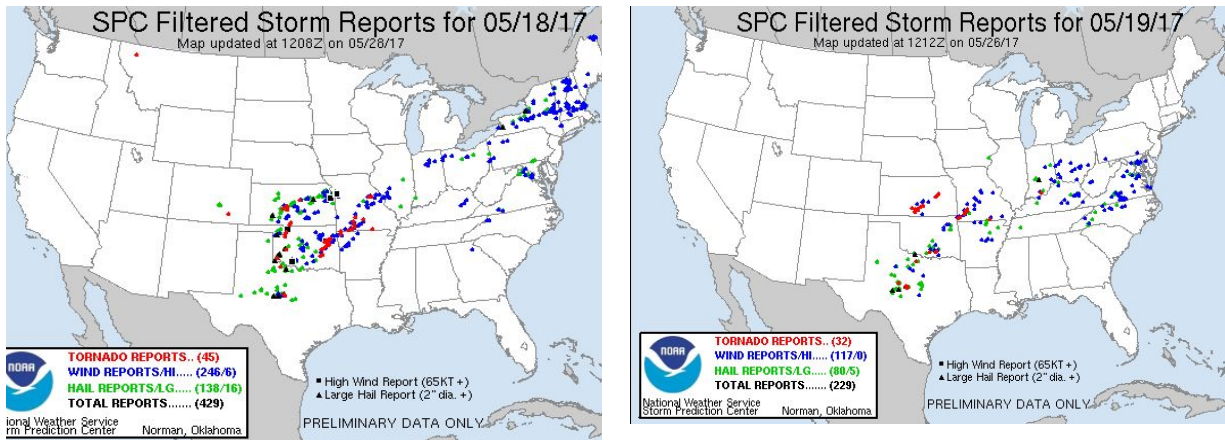 SPC Filtered Storm Reports for 05/18/17
Map updated at 1208Z on 05/28/17
NOAA
TORNADO REPORTS.. (45)
WIND REPORTS/HI..... (246/6)
HAIL REPORTS/LG..... (138/16)
TOTAL REPORTS....... (429)
ional Weather Service
rm Prediction Center Norman, Oklahoma
■ High Wind Report (65KT +)
▲ Large Hail Report (2" dia. +)
PRELIMINARY DATA ONLY
SPC Filtered Storm Reports for 05/19/17
Map updated at 1212Z on 05/26/17
NOAA
TORNADO REPORTS.. (32)
WIND REPORTS/HI..... (117/0)
HAIL REPORTS/LG..... (80/5)
TOTAL REPORTS....... (229)
National Weather Service
Storm Prediction Center Norman, Oklahoma
■ High Wind Report (65KT +)
▲ Large Hail Report (2" dia. +)
PRELIMINARY DATA ONLY